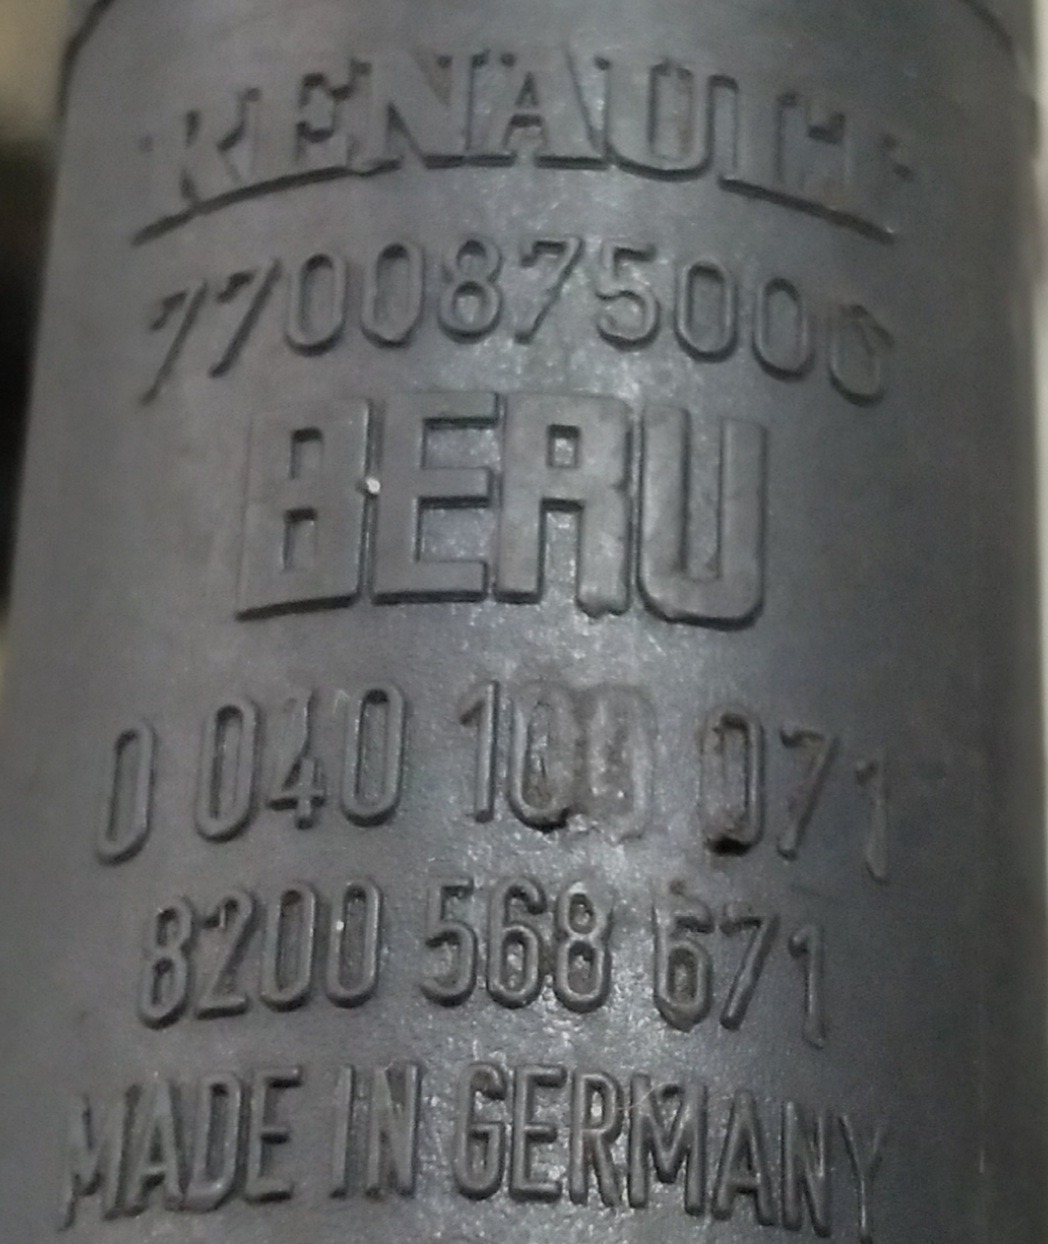 RENAULT
7700875000
BERU
0 040 100 071
8200 568 671
MADE IN GERMANY